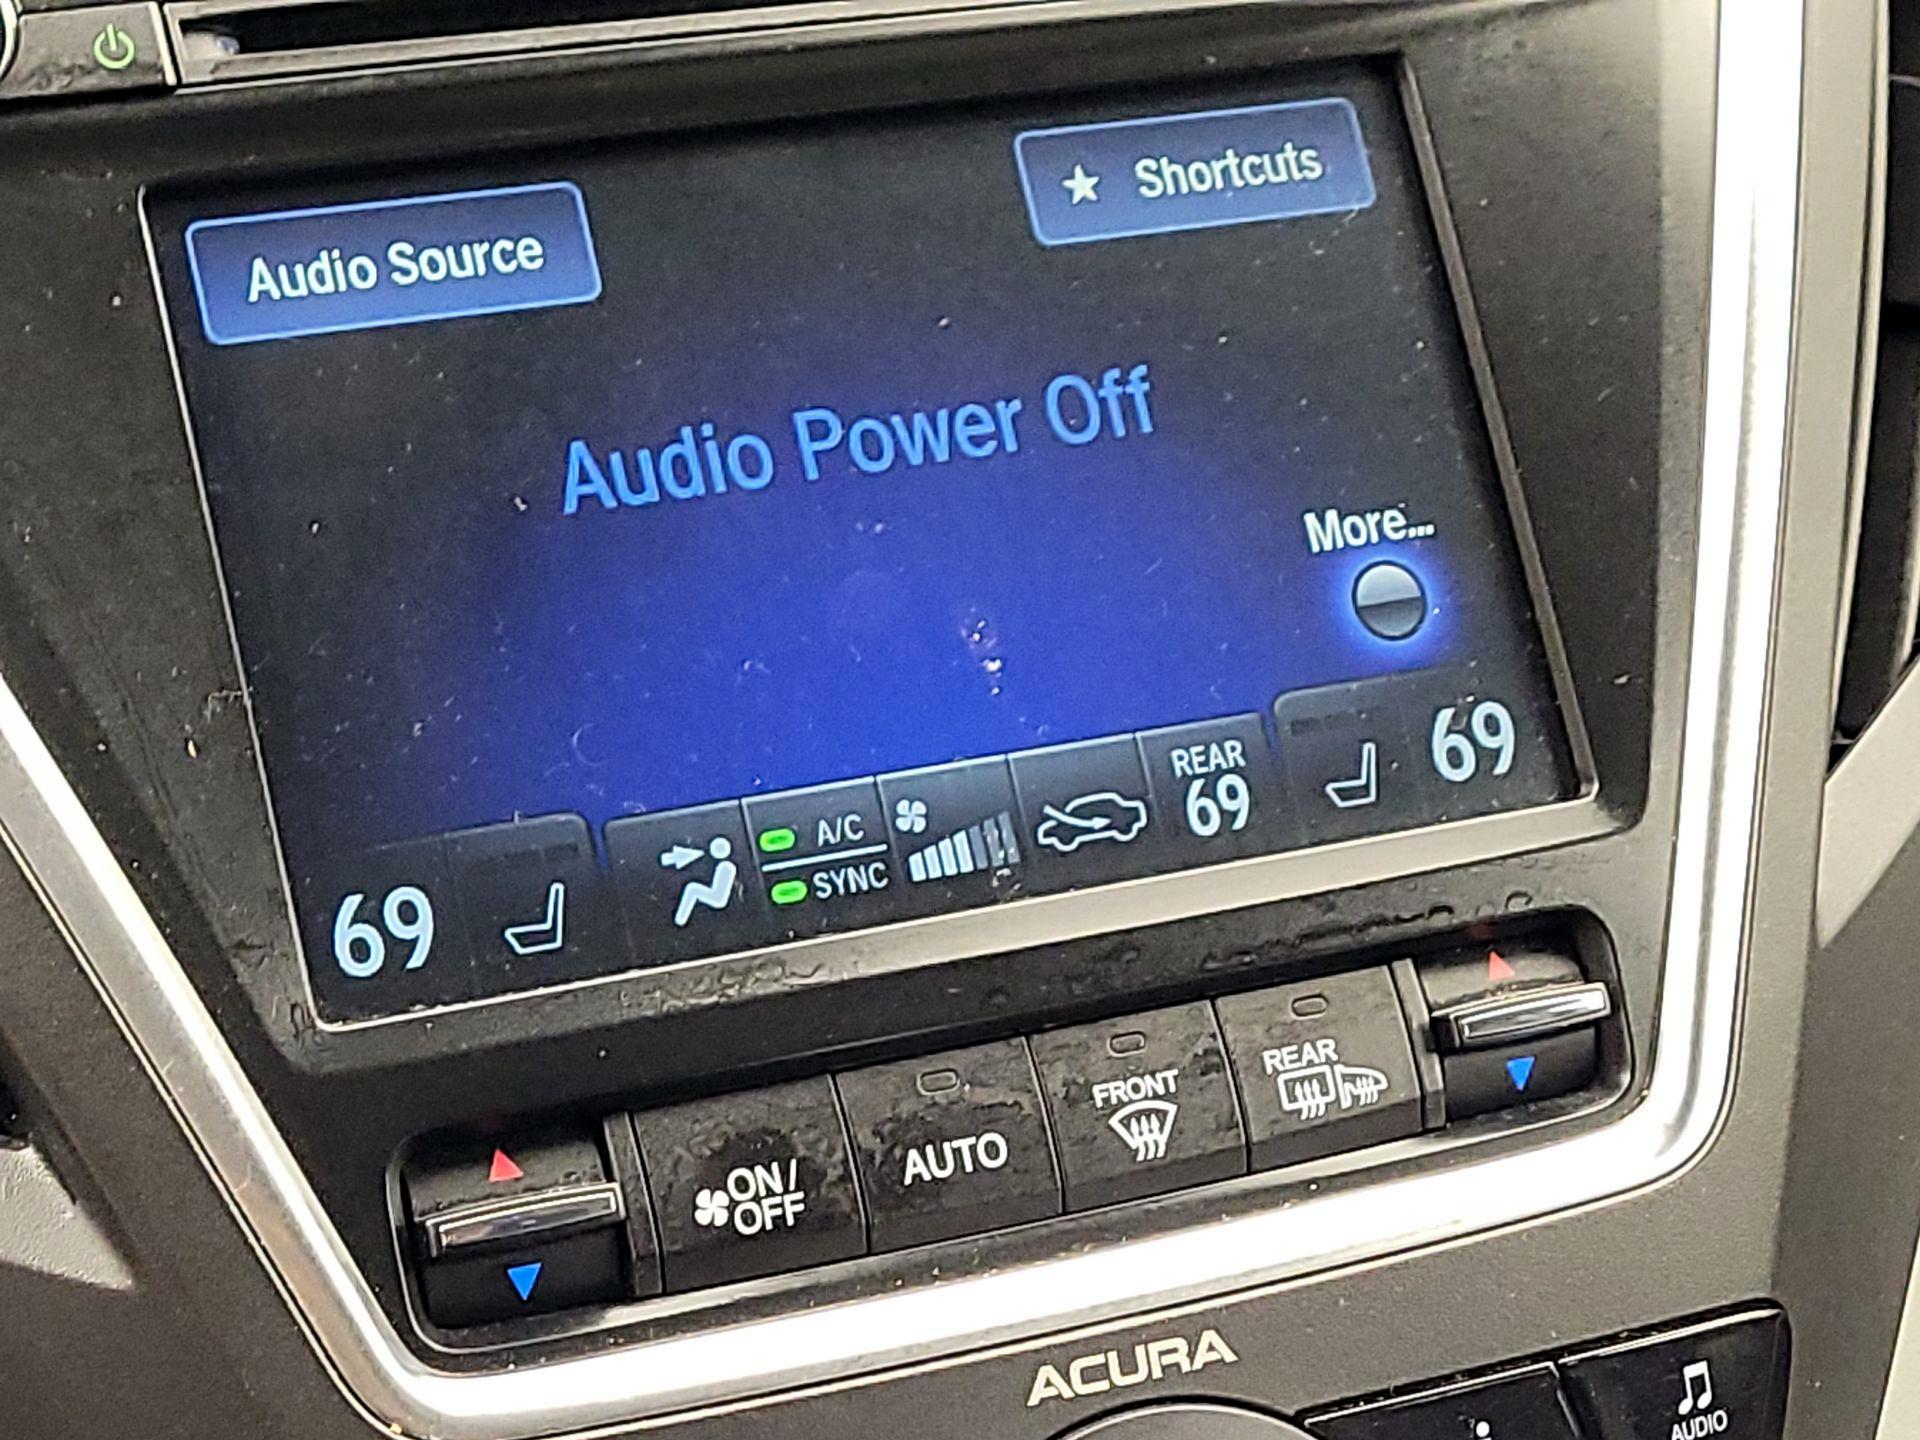 Audio Source
Shortcuts
Audio Power Off
More...
69
A/C
SYNC
REAR
69
69
ON/
OFF
AUTO
FRONT
REAR
ACURA
AUDIO